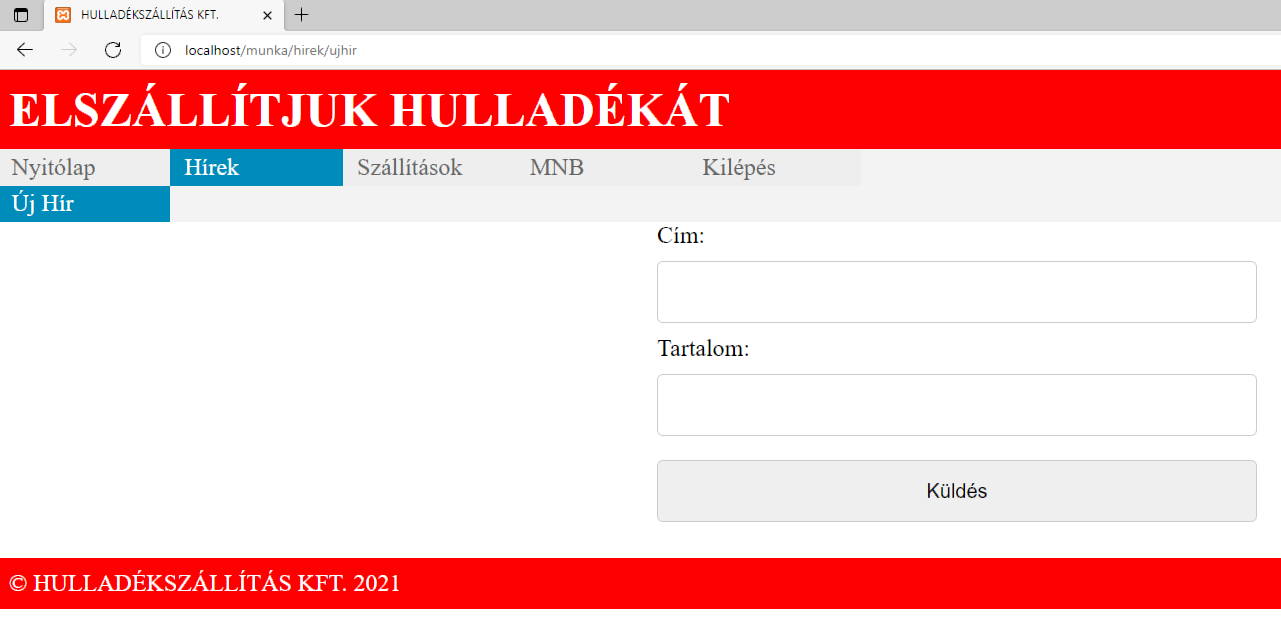 HULLADÉKSZÁLLÍTÁS KFT.
localhost/munka/hirek/ujhir
ELSZÁLLÍTJUK HULLADÉKÁT
Nyitólap Hírek Szállítások MNB Kilépés
Új Hír
Cím:
Tartalom:
Küldés
© HULLADÉKSZÁLLÍTÁS KFT. 2021